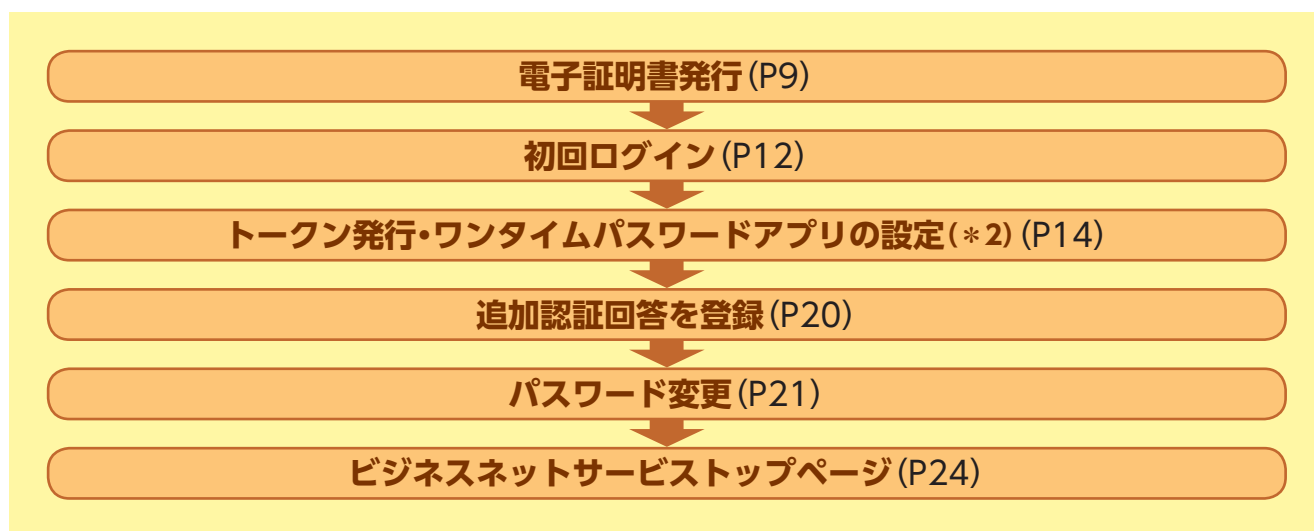 電子証明書発行(P9)
初回ログイン(P12)
トークン発行・ワンタイムパスワードアプリの設定(＊2)(P14)
追加認証回答を登録(P20)
パスワード変更(P21)
ビジネスネットサービストップページ(P24)